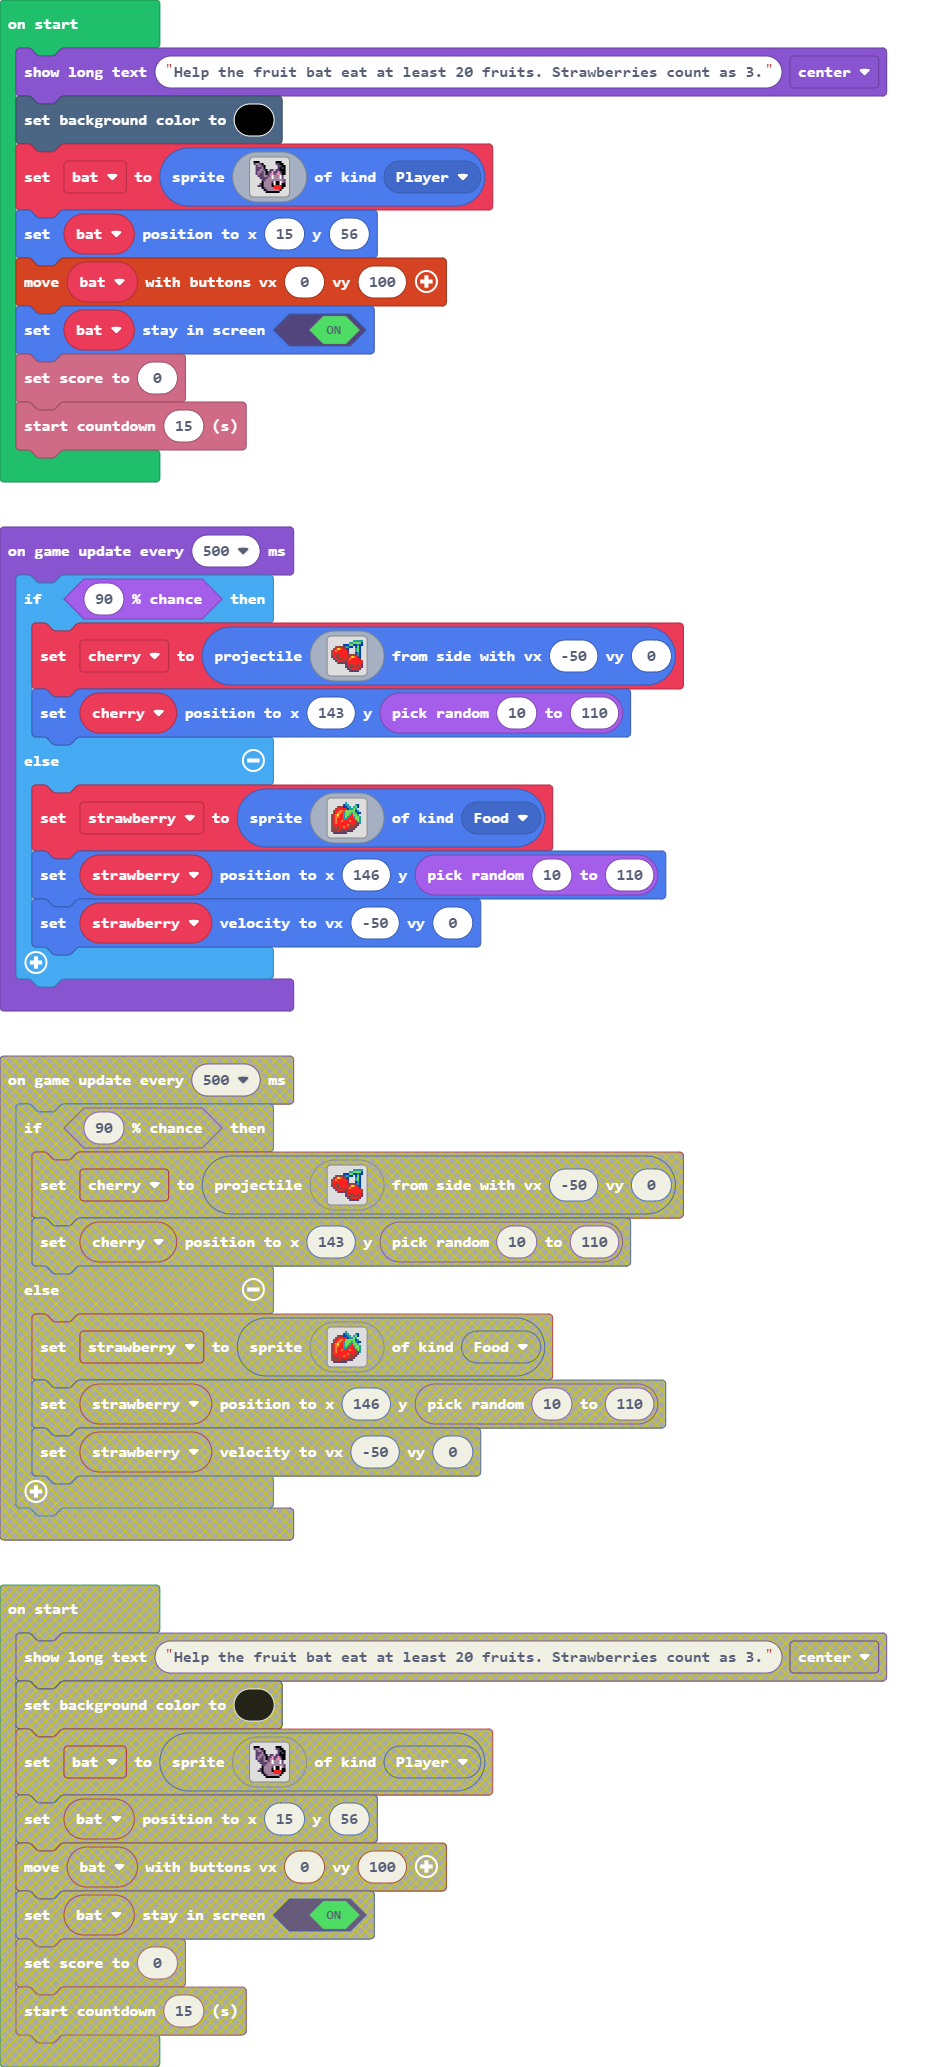 on start
show long text "Help the fruit bat eat at least 20 fruits. Strawberries count as 3." center
set background color to
set bat to sprite of kind Player
set bat position to x 15 y 56
move bat with buttons vx 0 vy 100
set bat stay in screen ON
set score to 0
start countdown 15 (s)
on game update every 500 ms
if 90 % chance then
set cherry to projectile from side with vx -50 vy 0
set cherry position to x 143 y pick random 10 to 110
else
set strawberry to sprite of kind Food
set strawberry position to x 146 y pick random 10 to 110
set strawberry velocity to vx -50 vy 0
on game update every 500 ms
if 90 % chance then
set cherry to projectile from side with vx -50 vy 0
set cherry position to x 143 y pick random 10 to 110
else
set strawberry to sprite of kind Food
set strawberry position to x 146 y pick random 10 to 110
set strawberry velocity to vx -50 vy 0
on start
show long text "Help the fruit bat eat at least 20 fruits. Strawberries count as 3." center
set background color to
set bat to sprite of kind Player
set bat position to x 15 y 56
move bat with buttons vx 0 vy 100
set bat stay in screen ON
set score to 0
start countdown 15 (s)